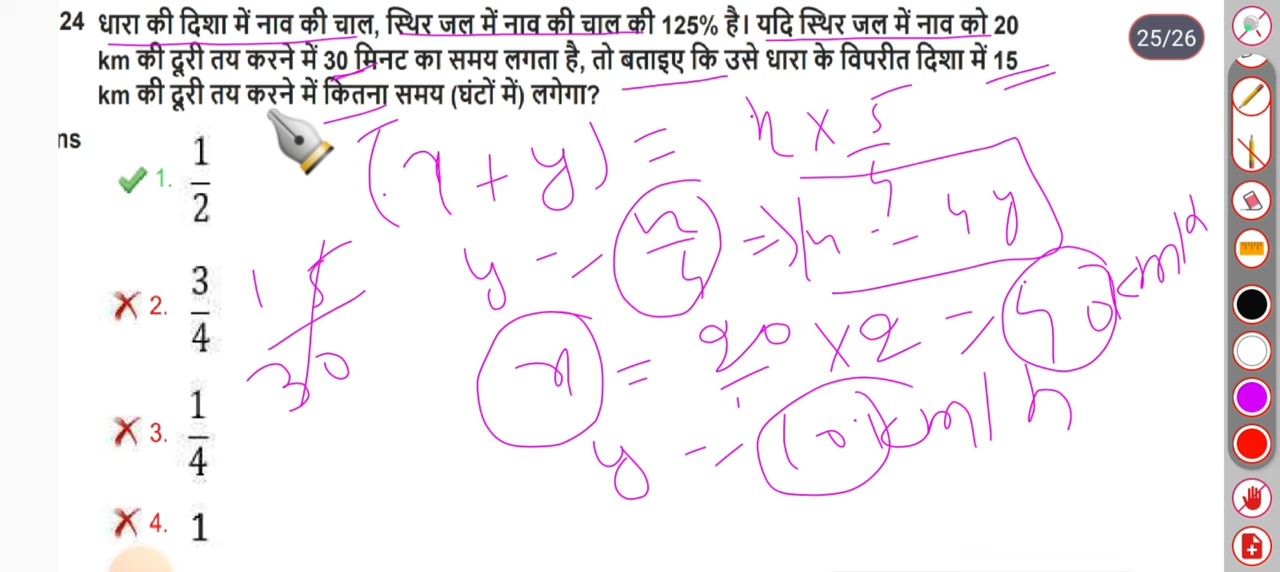 24 धारा की दिशा में नाव की चाल, स्थिर जल में नाव की चाल की 125% है। यदि स्थिर जल में नाव को 20
km की दूरी तय करने में 30 मिनट का समय लगता है, तो बताइए कि उसे धारा के विपरीत दिशा में 15
km की दूरी तय करने में कितना समय (घंटों में) लगेगा?
25/26
ns
1. 1/2
2. 3/4
3. 1/4
4. 1
(x + y) = x × 5/4
y = x/4 ⇒ x = 4y
x = 20 × 2 = 40 km/h
y = 10 km/h
15
30